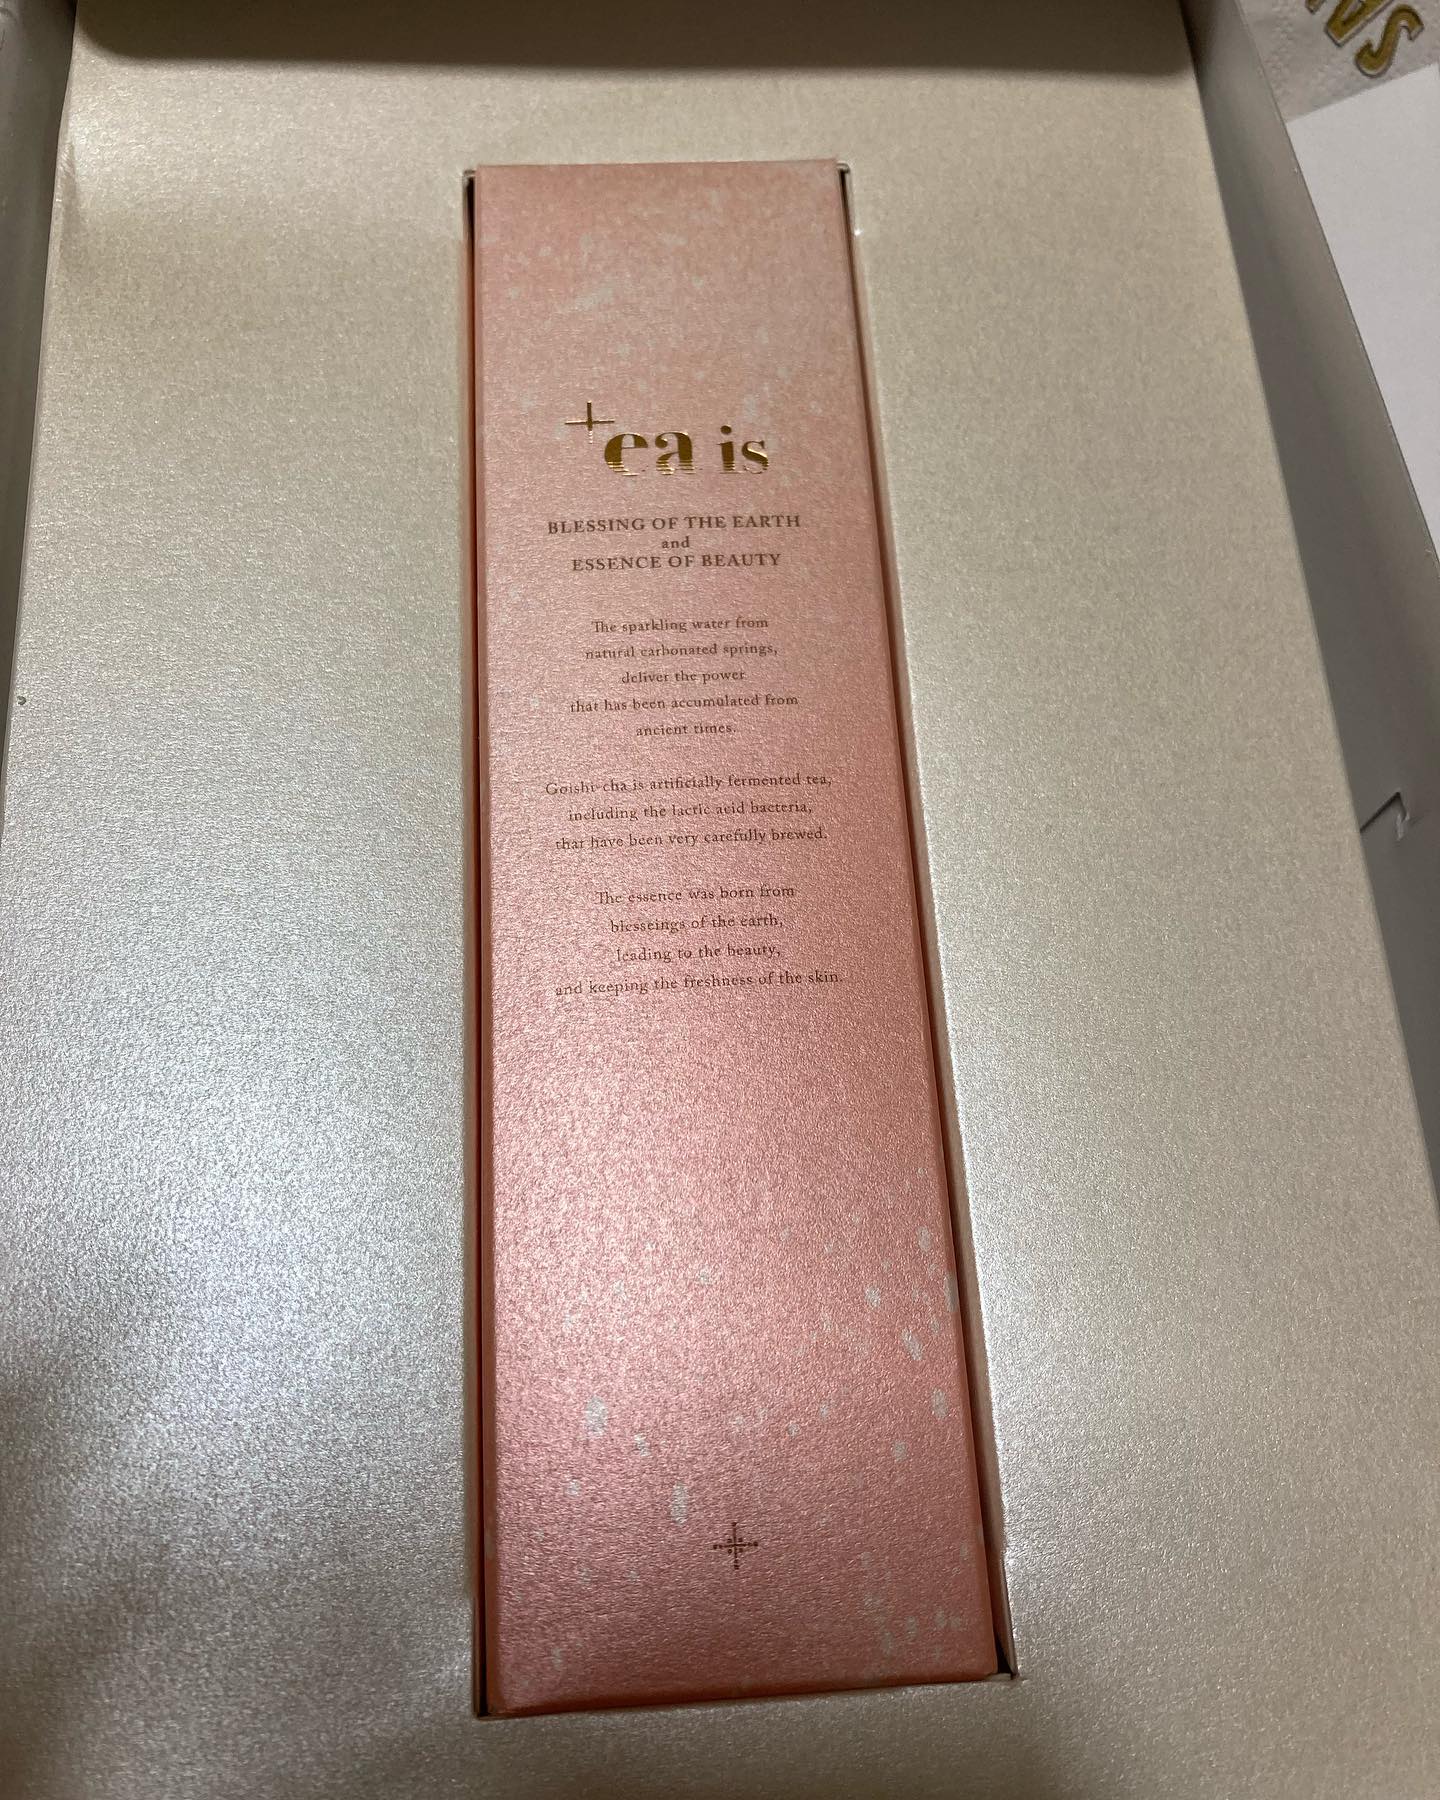 +ea is
BLESSING OF THE EARTH
and
ESSENCE OF BEAUTY
The sparkling water from
natural carbonated springs,
deliver the power
that has been accumulated from
ancient times.
Goishi-cha is artificially fermented tea,
including the lactic acid bacteria,
that have been very carefully brewed.
The essence was born from
blesseings of the earth,
leading to the beauty,
and keeping the freshness of the skin.